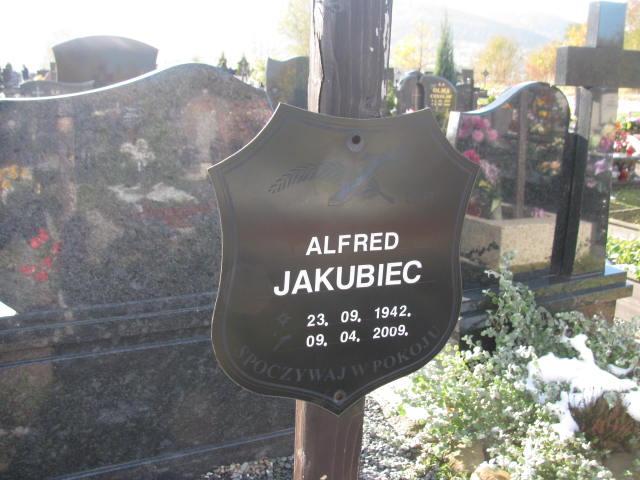 ALFRED
JAKUBIEC
23. 09. 1942.
09. 04. 2009.
SPOCZYWAJ W POKOJU